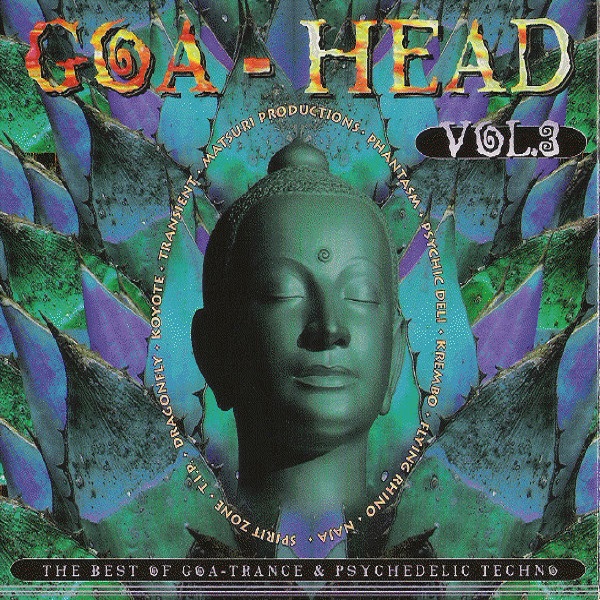 GOA - HEAD
VOL.3
SPIRIT ZONE · T.I.P. · DRAGONFLY · KOYOTE · TRANSIENT · MATSURI PRODUCTIONS · PHANTASM · PSYCHIC DELI · KREMBO · FLYING RHINO · NAJA ·
THE BEST OF GOA-TRANCE & PSYCHEDELIC TECHNO